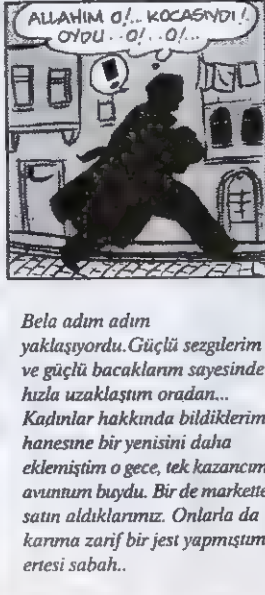 ALLAHIM O!.. KOCASIYDI!.
OYDU..O!..O!...
!
Bela adım adım
yaklaşıyordu.Güçlü sezgilerim
ve güçlü bacaklarım sayesinde
hızla uzaklaştım oradan...
Kadınlar hakkında bildiklerim
hanesine bir yenisini daha
eklemiştim o gece, tek kazancım
avuntum buydu. Bir de markette
satın aldıklarımız. Onlarla da
karıma zarif bir jest yapmıştım
ertesi sabah..